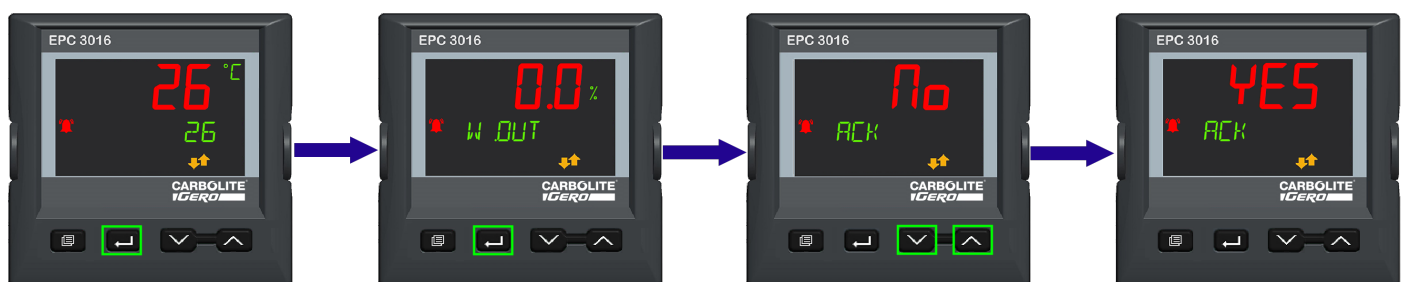 EPC 3016
26 °C
26
CARBOLITE
GERO
EPC 3016
0.0 %
W .OUT
CARBOLITE
GERO
EPC 3016
No
ACK
CARBOLITE
GERO
EPC 3016
YES
ACK
CARBOLITE
GERO